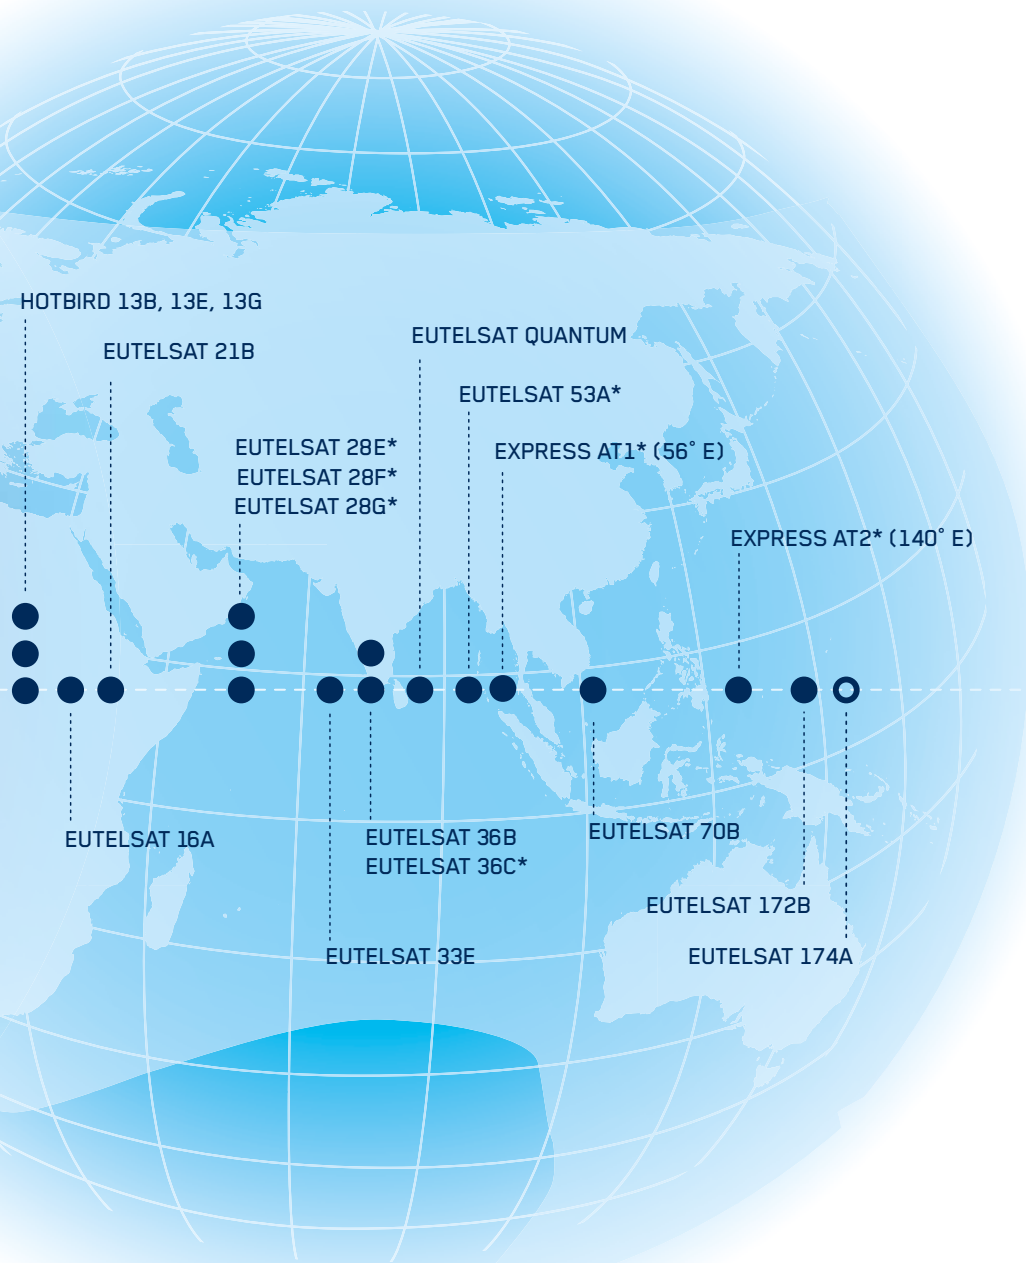 HOTBIRD 13B, 13E, 13G
EUTELSAT QUANTUM
EUTELSAT 21B
EUTELSAT 53A*
EUTELSAT 28E*
EUTELSAT 28F*
EUTELSAT 28G*
EXPRESS AT1* (56° E)
EXPRESS AT2* (140° E)
EUTELSAT 16A
EUTELSAT 36B
EUTELSAT 36C*
EUTELSAT 70B
EUTELSAT 172B
EUTELSAT 33E
EUTELSAT 174A